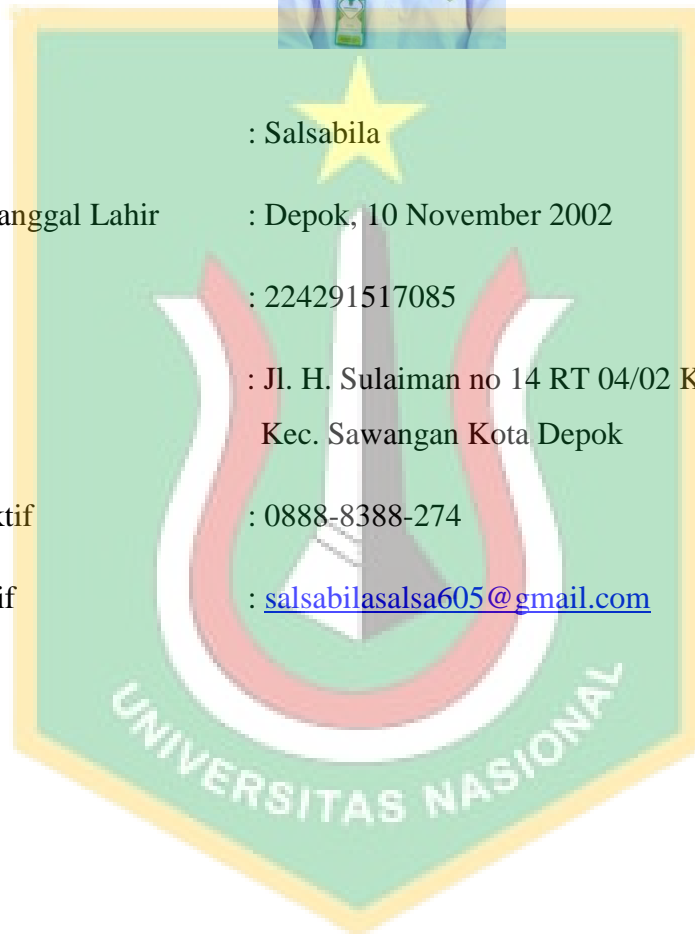 : Salsabila
anggal Lahir : Depok, 10 November 2002
: 224291517085
: Jl. H. Sulaiman no 14 RT 04/02 K
Kec. Sawangan Kota Depok
ktif : 0888-8388-274
if : salsabilasalsa605@gmail.com
UNIVERSITAS NASIONAL